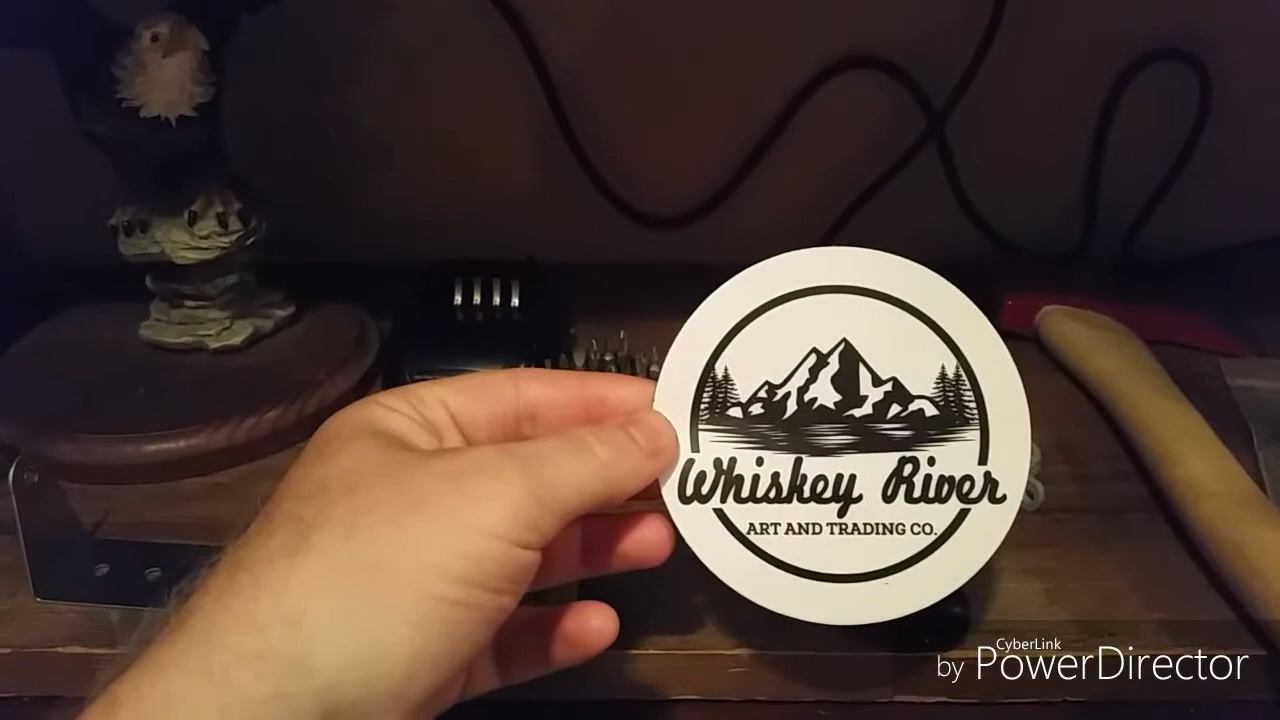 Whiskey River
ART AND TRADING CO.
CyberLink
by PowerDirector